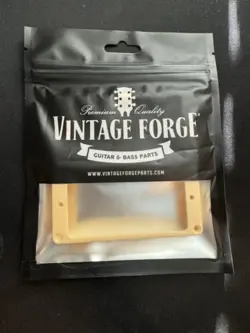 Premium Quality
VINTAGE FORGE
GUITAR & BASS PARTS
WWW.VINTAGEFORGEPARTS.COM